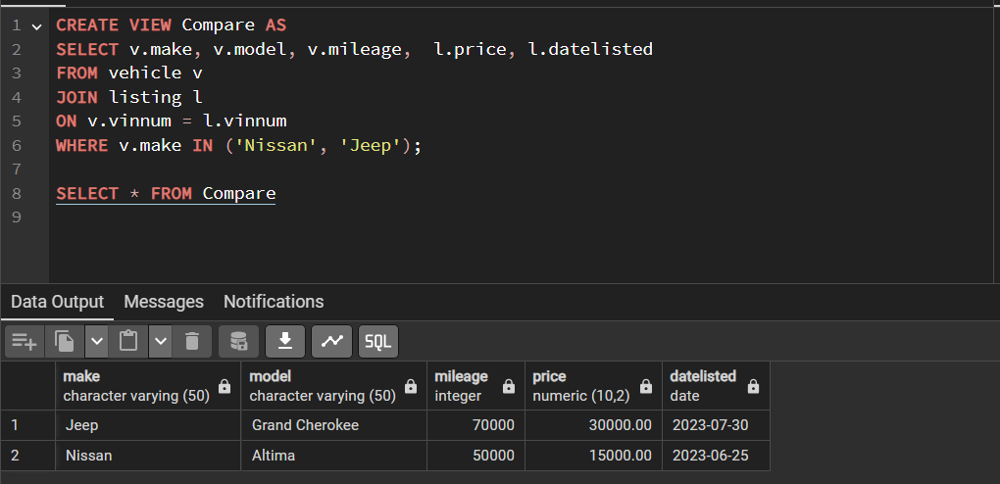 1 CREATE VIEW Compare AS
2 SELECT v.make, v.model, v.mileage,  l.price, l.datelisted
3 FROM vehicle v
4 JOIN listing l
5 ON v.vinnum = l.vinnum
6 WHERE v.make IN ('Nissan', 'Jeep');
7
8 SELECT * FROM Compare
9
Data Output Messages Notifications
SQL
make model mileage price datelisted
character varying (50) character varying (50) integer numeric (10,2) date
1 Jeep Grand Cherokee 70000 30000.00 2023-07-30
2 Nissan Altima 50000 15000.00 2023-06-25